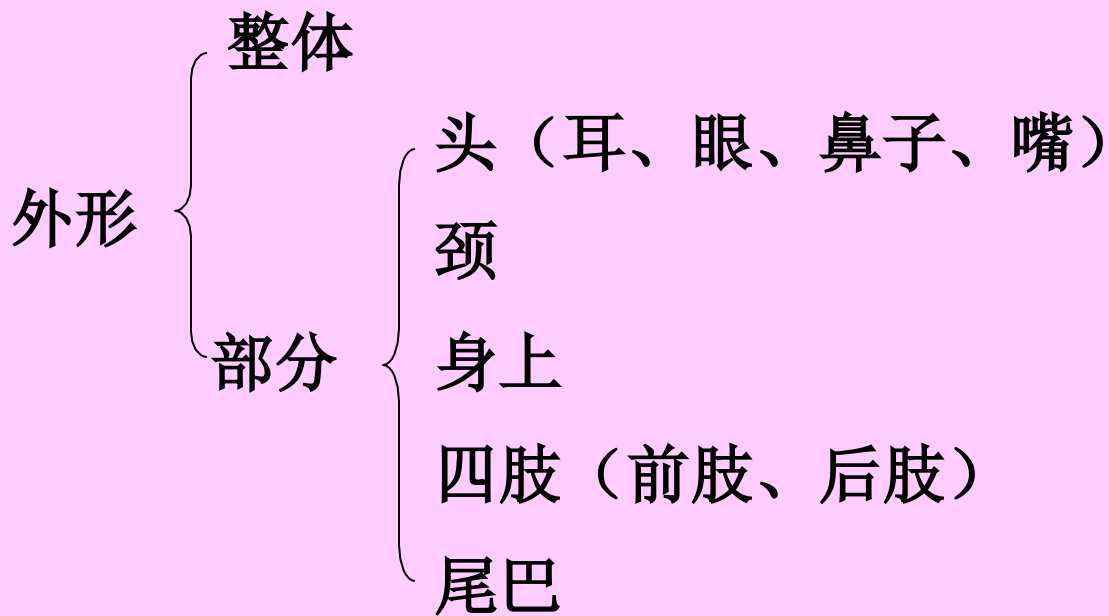 整体
头（耳、眼、鼻子、嘴）
外形
颈
部分
身上
四肢（前肢、后肢）
尾巴